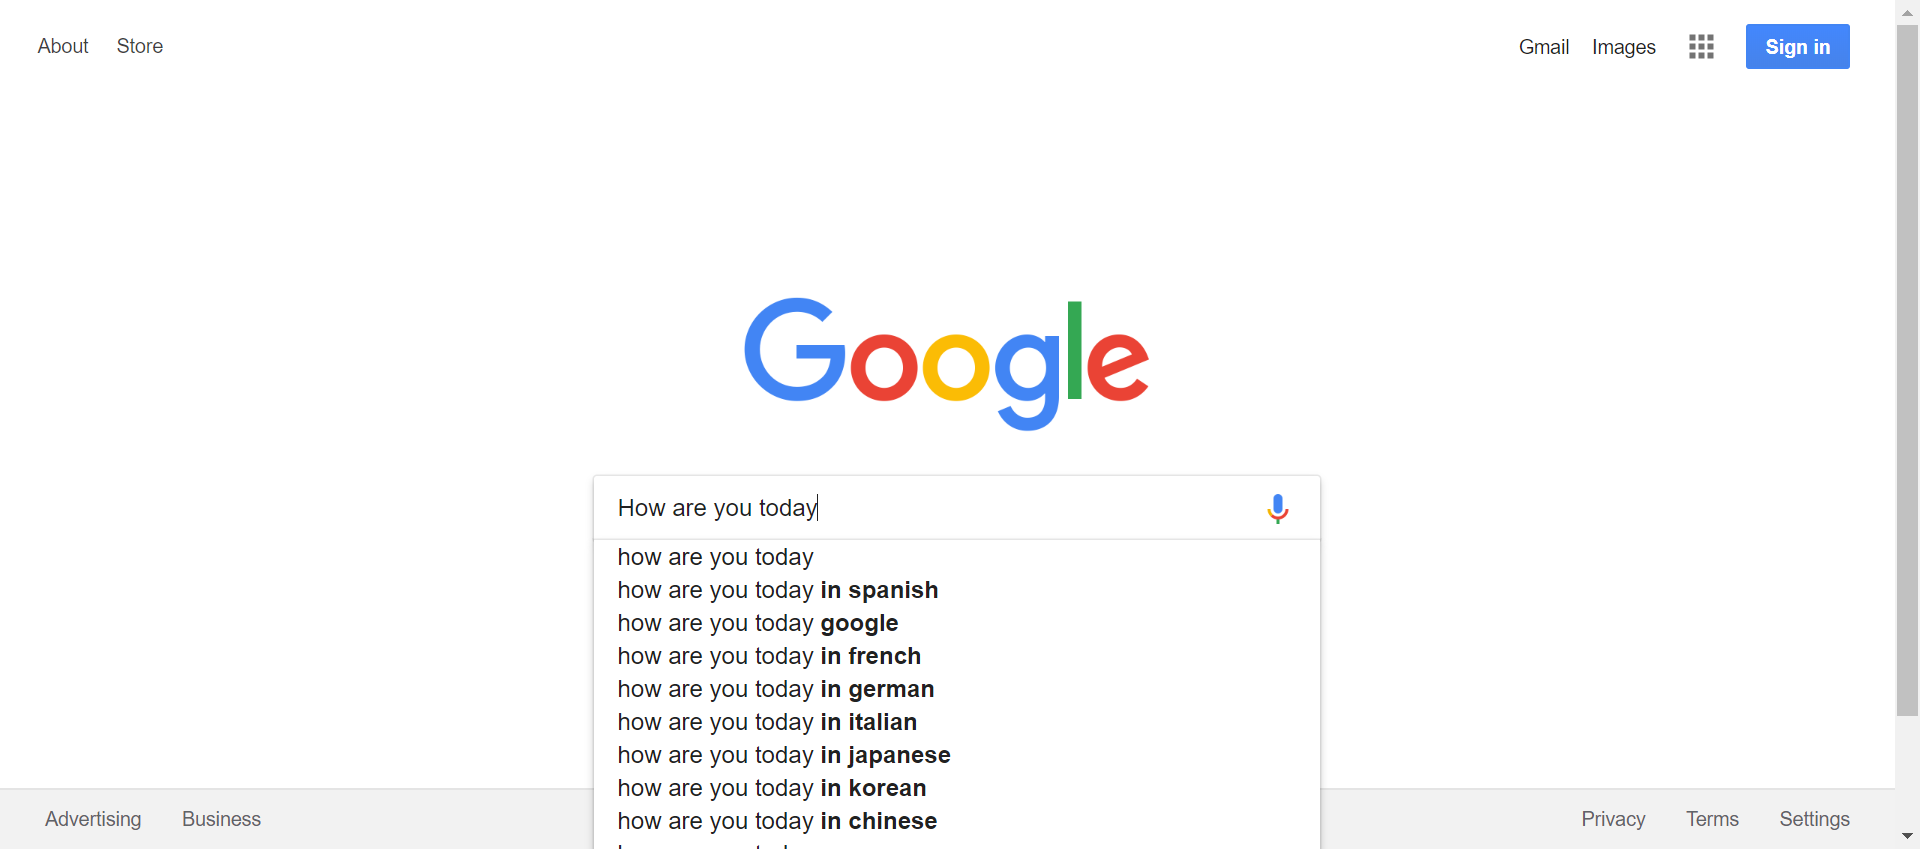 About Store
Gmail Images Sign in
Google
How are you today
how are you today
how are you today in spanish
how are you today google
how are you today in french
how are you today in german
how are you today in italian
how are you today in japanese
how are you today in korean
how are you today in chinese
Advertising Business
Privacy Terms Settings